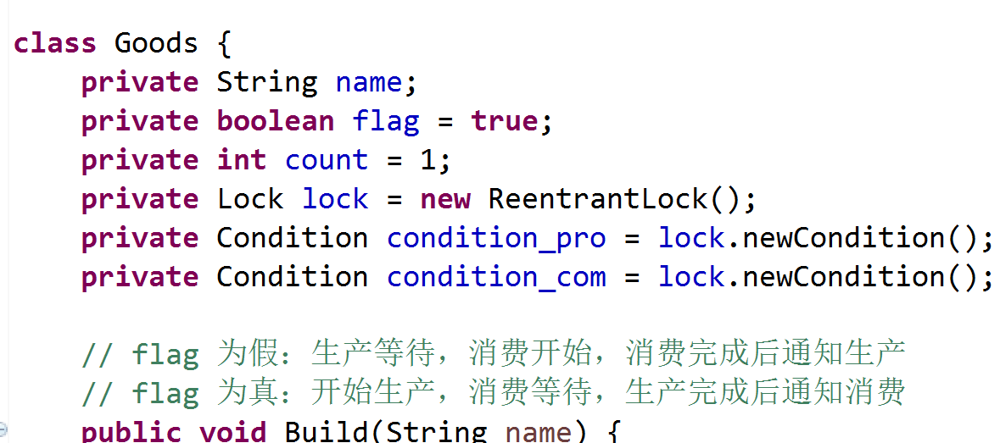 class Goods {
    private String name;
    private boolean flag = true;
    private int count = 1;
    private Lock lock = new ReentrantLock();
    private Condition condition_pro = lock.newCondition();
    private Condition condition_com = lock.newCondition();
    // flag 为假：生产等待，消费开始，消费完成后通知生产
    // flag 为真：开始生产，消费等待，生产完成后通知消费
    public void Build(String name) {